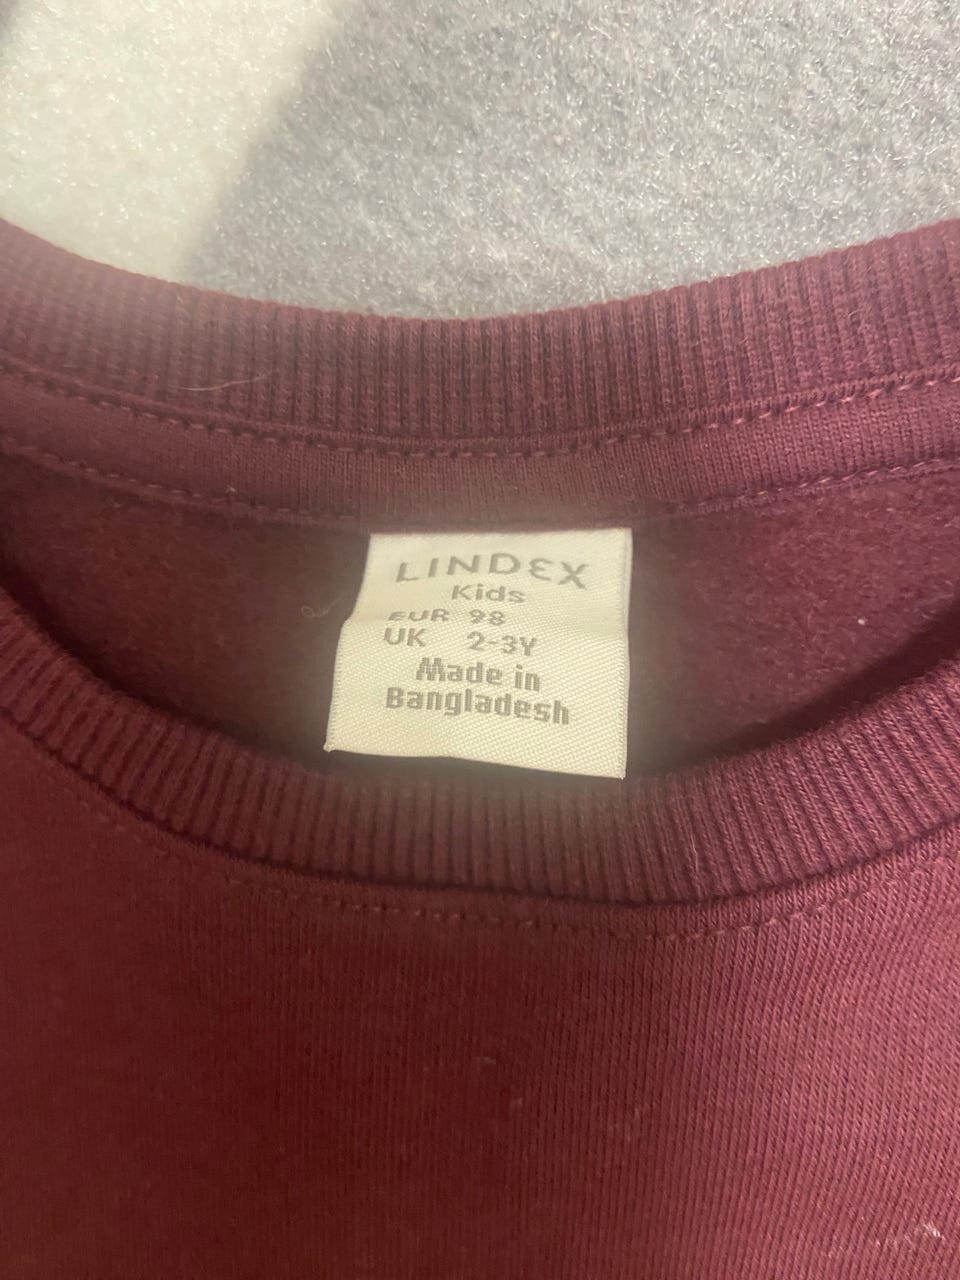 LINDEX
Kids
EUR 98
UK 2-3Y
Made in
Bangladesh